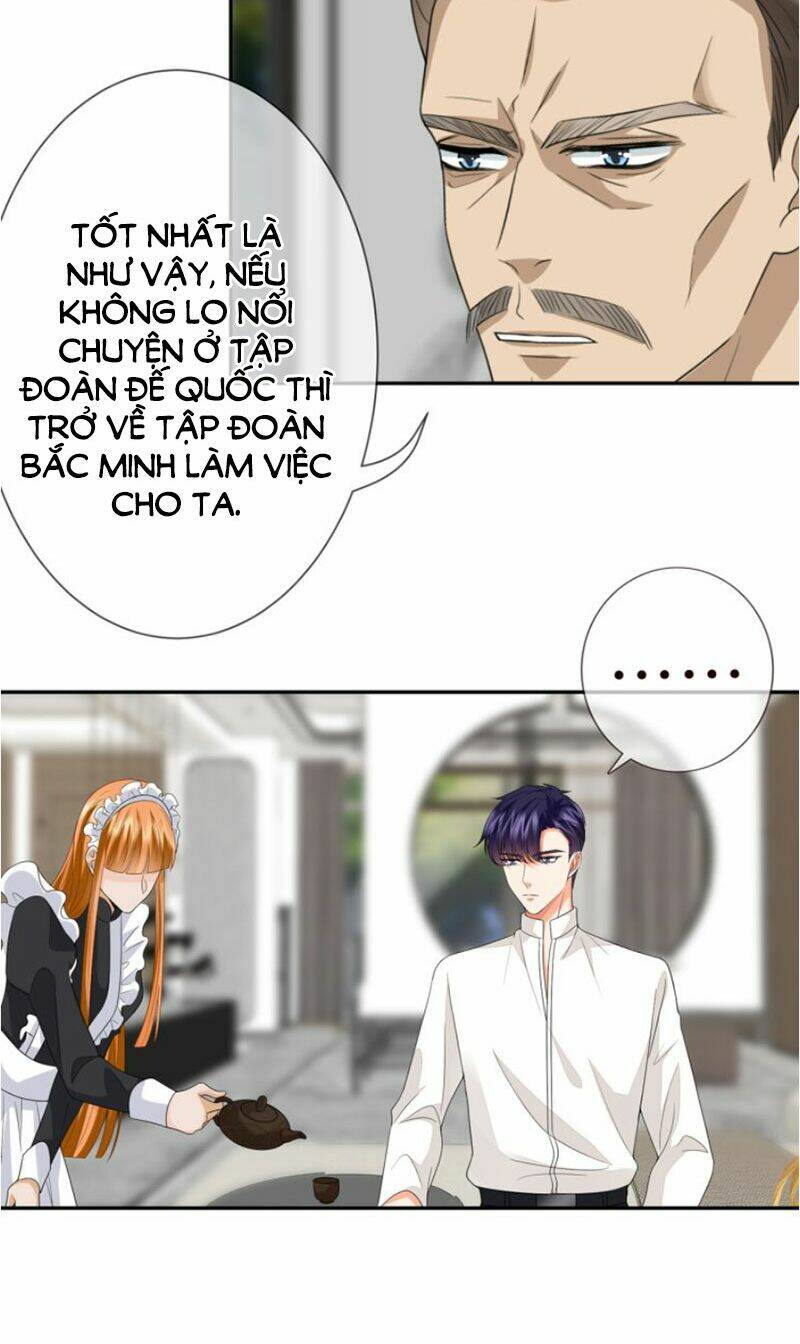 TỐT NHẤT LÀ
NHƯ VẬY, NẾU
KHÔNG LO NỔI
CHUYỆN Ở TẬP
ĐOÀN ĐẾ QUỐC THÌ
TRỞ VỀ TẬP ĐOÀN
BẮC MINH LÀM VIỆC
CHO TA.
......